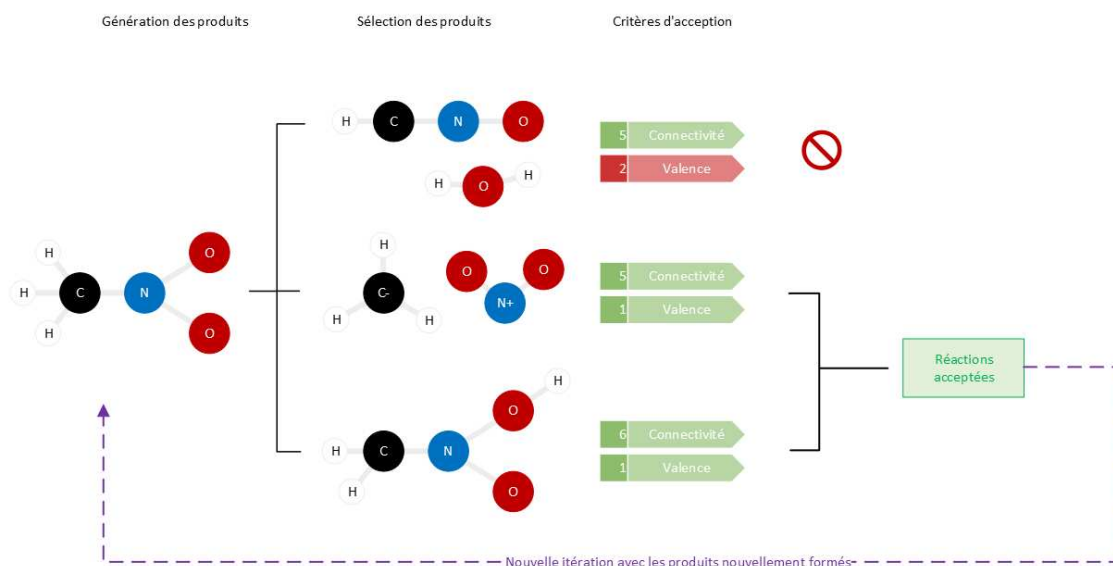 Génération des produits
Sélection des produits
Critères d'acception
H
C
N
O
5
Connectivité
2
Valence
H
O
H
H
H
H
C
N
O
O
H
C-
H
H
O
O
N+
5
Connectivité
1
Valence
Réactions
acceptées
H
O
H
C
N
H
O
6
Connectivité
1
Valence
Nouvelle itération avec les produits nouvellement formés